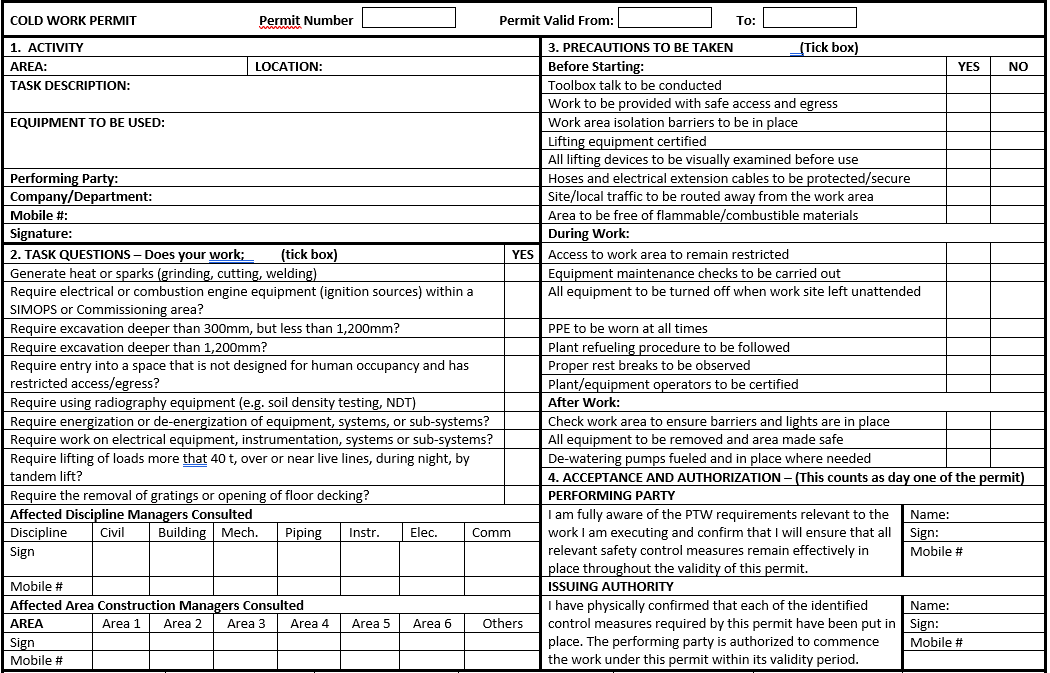 COLD WORK PERMIT Permit Number Permit Valid From: To:
1. ACTIVITY
AREA: LOCATION:
TASK DESCRIPTION:
EQUIPMENT TO BE USED:
Performing Party:
Company/Department:
Mobile #:
Signature:
2. TASK QUESTIONS – Does your work; (tick box) YES
Generate heat or sparks (grinding, cutting, welding)
Require electrical or combustion engine equipment (ignition sources) within a
SIMOPS or Commissioning area?
Require excavation deeper than 300mm, but less than 1,200mm?
Require excavation deeper than 1,200mm?
Require entry into a space that is not designed for human occupancy and has
restricted access/egress?
Require using radiography equipment (e.g. soil density testing, NDT)
Require energization or de-energization of equipment, systems, or sub-systems?
Require work on electrical equipment, instrumentation, systems or sub-systems?
Require lifting of loads more that 40 t, over or near live lines, during night, by
tandem lift?
Require the removal of gratings or opening of floor decking?
Affected Discipline Managers Consulted
Discipline Civil Building Mech. Piping Instr. Elec. Comm
Sign
Mobile #
Affected Area Construction Managers Consulted
AREA Area 1 Area 2 Area 3 Area 4 Area 5 Area 6 Others
Sign
Mobile #
3. PRECAUTIONS TO BE TAKEN (Tick box)
Before Starting: YES NO
Toolbox talk to be conducted
Work to be provided with safe access and egress
Work area isolation barriers to be in place
Lifting equipment certified
All lifting devices to be visually examined before use
Hoses and electrical extension cables to be protected/secure
Site/local traffic to be routed away from the work area
Area to be free of flammable/combustible materials
During Work:
Access to work area to remain restricted
Equipment maintenance checks to be carried out
All equipment to be turned off when work site left unattended
PPE to be worn at all times
Plant refueling procedure to be followed
Proper rest breaks to be observed
Plant/equipment operators to be certified
After Work:
Check work area to ensure barriers and lights are in place
All equipment to be removed and area made safe
De-watering pumps fueled and in place where needed
4. ACCEPTANCE AND AUTHORIZATION – (This counts as day one of the permit)
PERFORMING PARTY
I am fully aware of the PTW requirements relevant to the
work I am executing and confirm that I will ensure that all
relevant safety control measures remain effectively in
place throughout the validity of this permit.
Name:
Sign:
Mobile #
ISSUING AUTHORITY
I have physically confirmed that each of the identified
control measures required by this permit have been put in
place. The performing party is authorized to commence
the work under this permit within its validity period.
Name:
Sign:
Mobile #